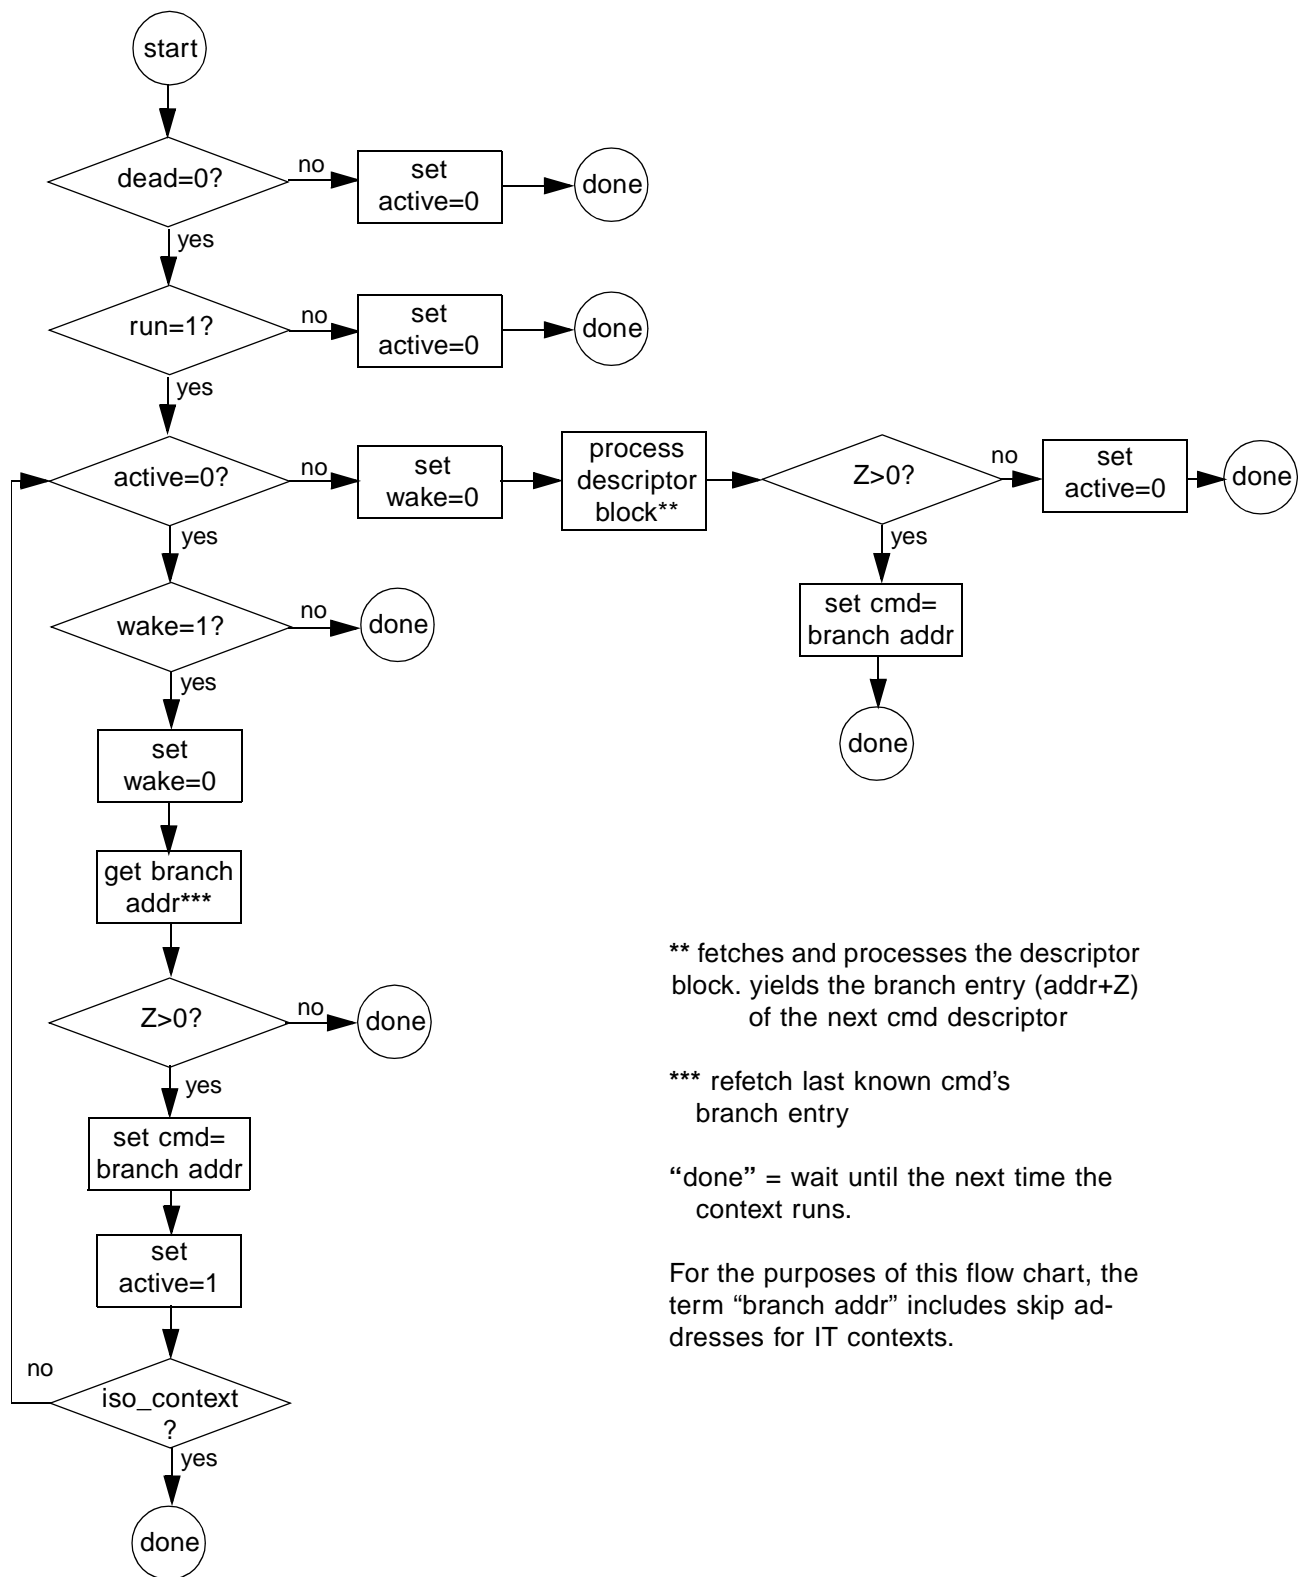 start
dead=0?
no
set
active=0
done
yes
run=1?
no
set
active=0
done
yes
active=0?
no
set
wake=0
process
descriptor
block**
Z>0?
no
set
active=0
done
yes
set cmd=
branch addr
done
yes
wake=1?
no
done
yes
set
wake=0
get branch
addr***
Z>0?
no
done
yes
set cmd=
branch addr
set
active=1
no
iso_context
?
yes
done
** fetches and processes the descriptor
block. yields the branch entry (addr+Z)
of the next cmd descriptor
*** refetch last known cmd's
branch entry
“done” = wait until the next time the
context runs.
For the purposes of this flow chart, the
term “branch addr” includes skip ad-
dresses for IT contexts.